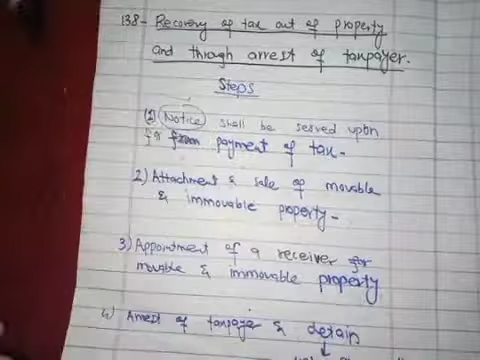 138- Recovery of tax out of property
and through arrest of taxpayer.
Steps
(1) Notice shall be served upon
for payment of tax-
2) Attachment & sale of movable
& immovable property-
3) Appointment of a receiver for
movable & immovable property
4) Arrest of taxpayer & detain